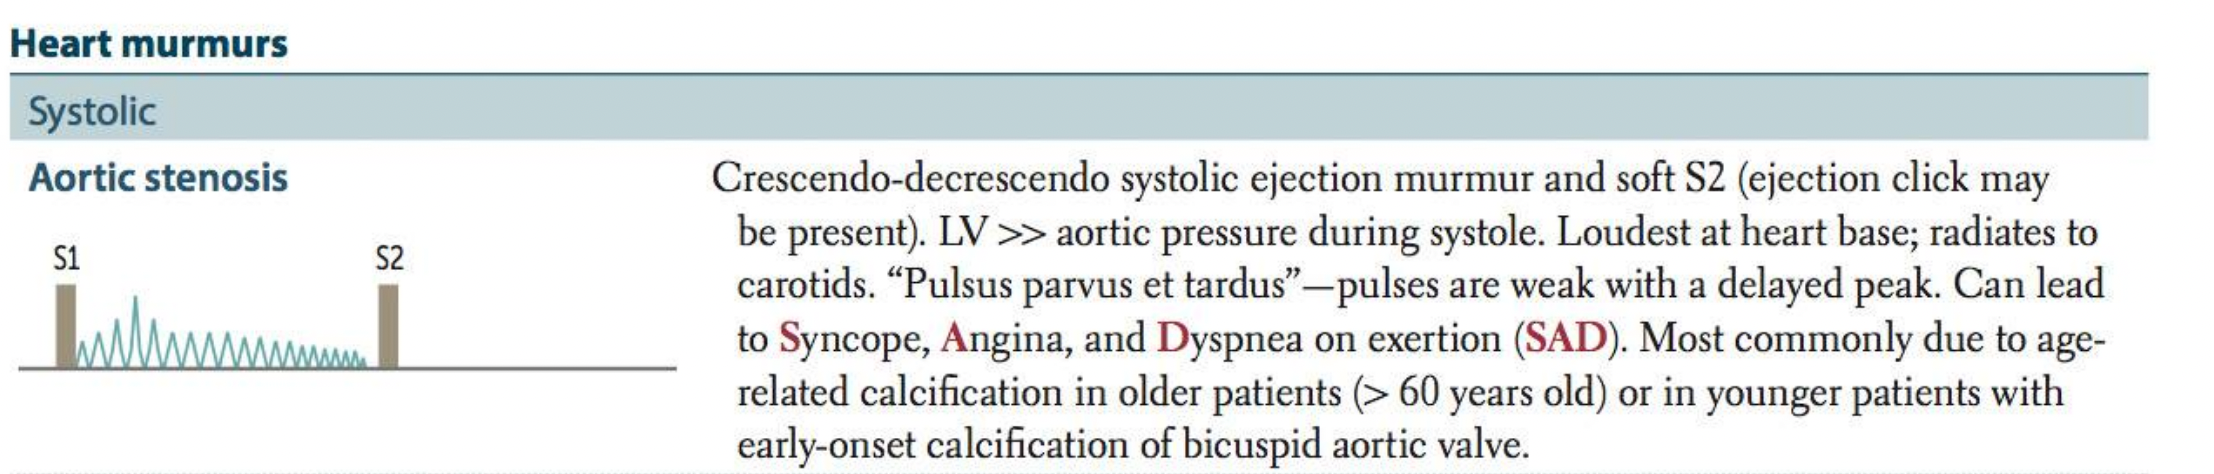 Heart murmurs
Systolic
Aortic stenosis
S1 S2
Crescendo-decrescendo systolic ejection murmur and soft S2 (ejection click may
be present). LV >> aortic pressure during systole. Loudest at heart base; radiates to
carotids. “Pulsus parvus et tardus”—pulses are weak with a delayed peak. Can lead
to Syncope, Angina, and Dyspnea on exertion (SAD). Most commonly due to age-
related calcification in older patients (> 60 years old) or in younger patients with
early-onset calcification of bicuspid aortic valve.